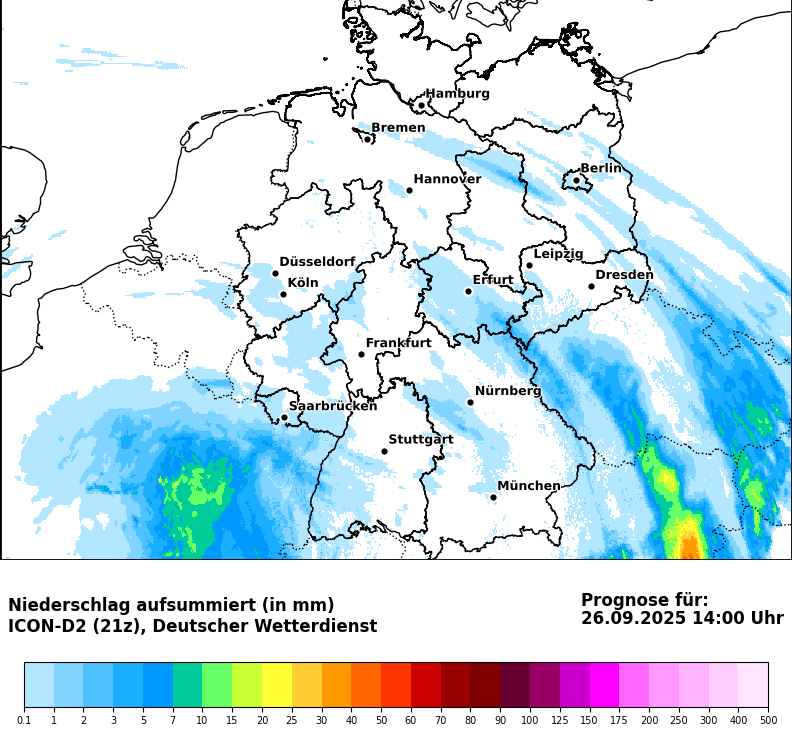 Hamburg
Bremen
Berlin
Hannover
Leipzig
Düsseldorf
Dresden
Köln
Erfurt
Frankfurt
Nürnberg
Saarbrücken
Stuttgart
München
Niederschlag aufsummiert (in mm)
ICON-D2 (21z), Deutscher Wetterdienst
Prognose für:
26.09.2025 14:00 Uhr
0.1 1 2 3 5 7 10 15 20 25 30 40 50 60 70 80 90 100 125 150 175 200 250 300 400 500